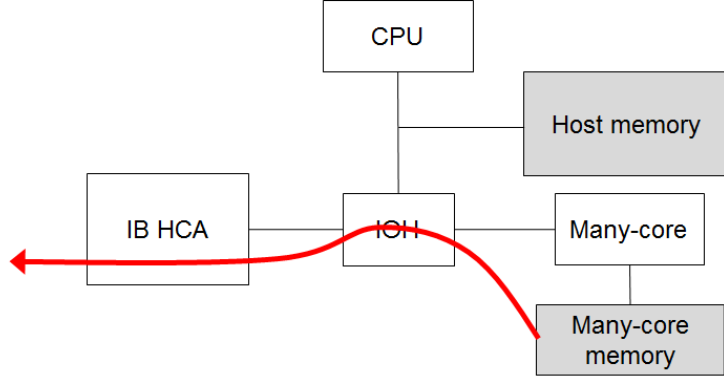 CPU
Host memory
IB HCA
IOH
Many-core
Many-core
memory